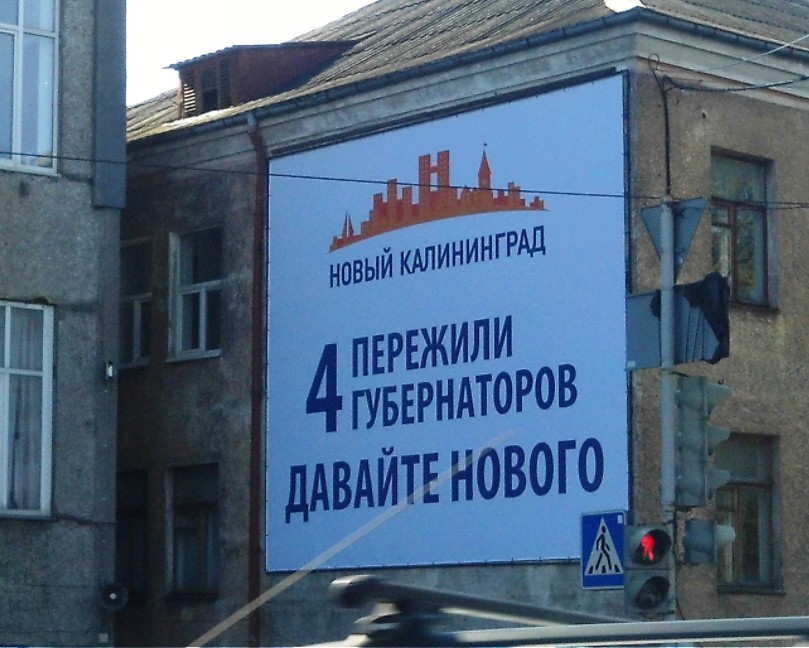 НОВЫЙ КАЛИНИНГРАД
4 ПЕРЕЖИЛИ
ГУБЕРНАТОРОВ
ДАВАЙТЕ НОВОГО